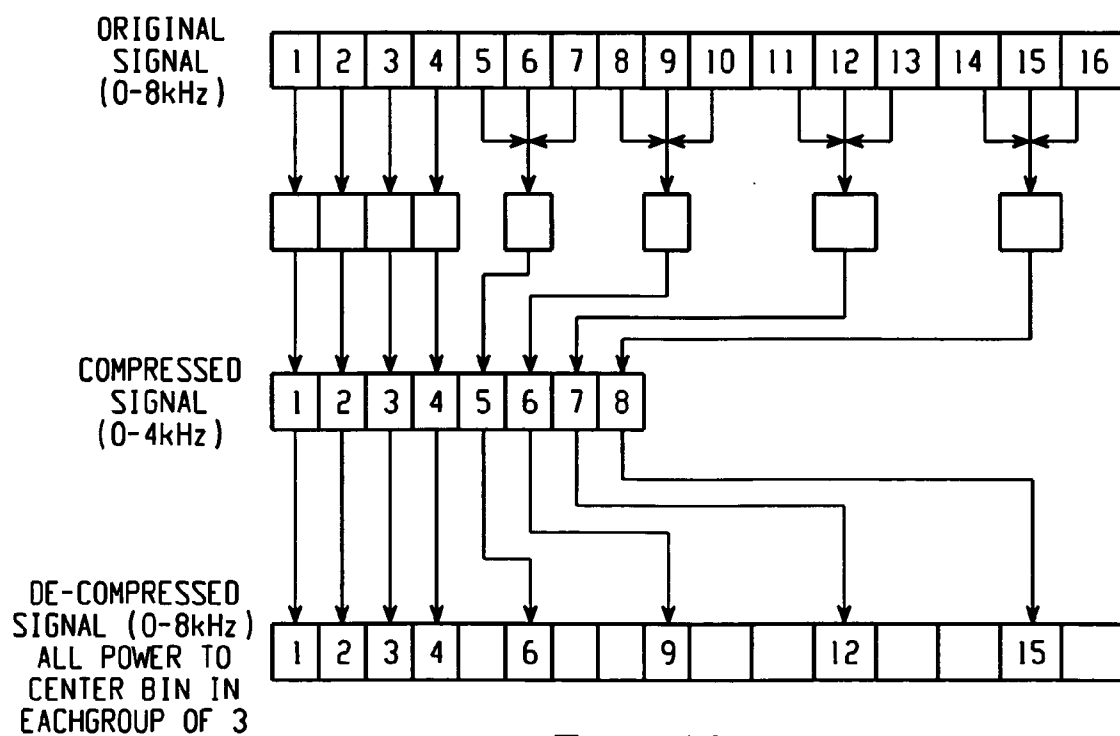 ORIGINAL
SIGNAL
(0-8kHz)
1 2 3 4 5 6 7 8 9 10 11 12 13 14 15 16
COMPRESSED
SIGNAL
(0-4kHz)
1 2 3 4 5 6 7 8
DE-COMPRESSED
SIGNAL (0-8kHz)
ALL POWER TO
CENTER BIN IN
EACHGROUP OF 3
1 2 3 4 6 9 12 15